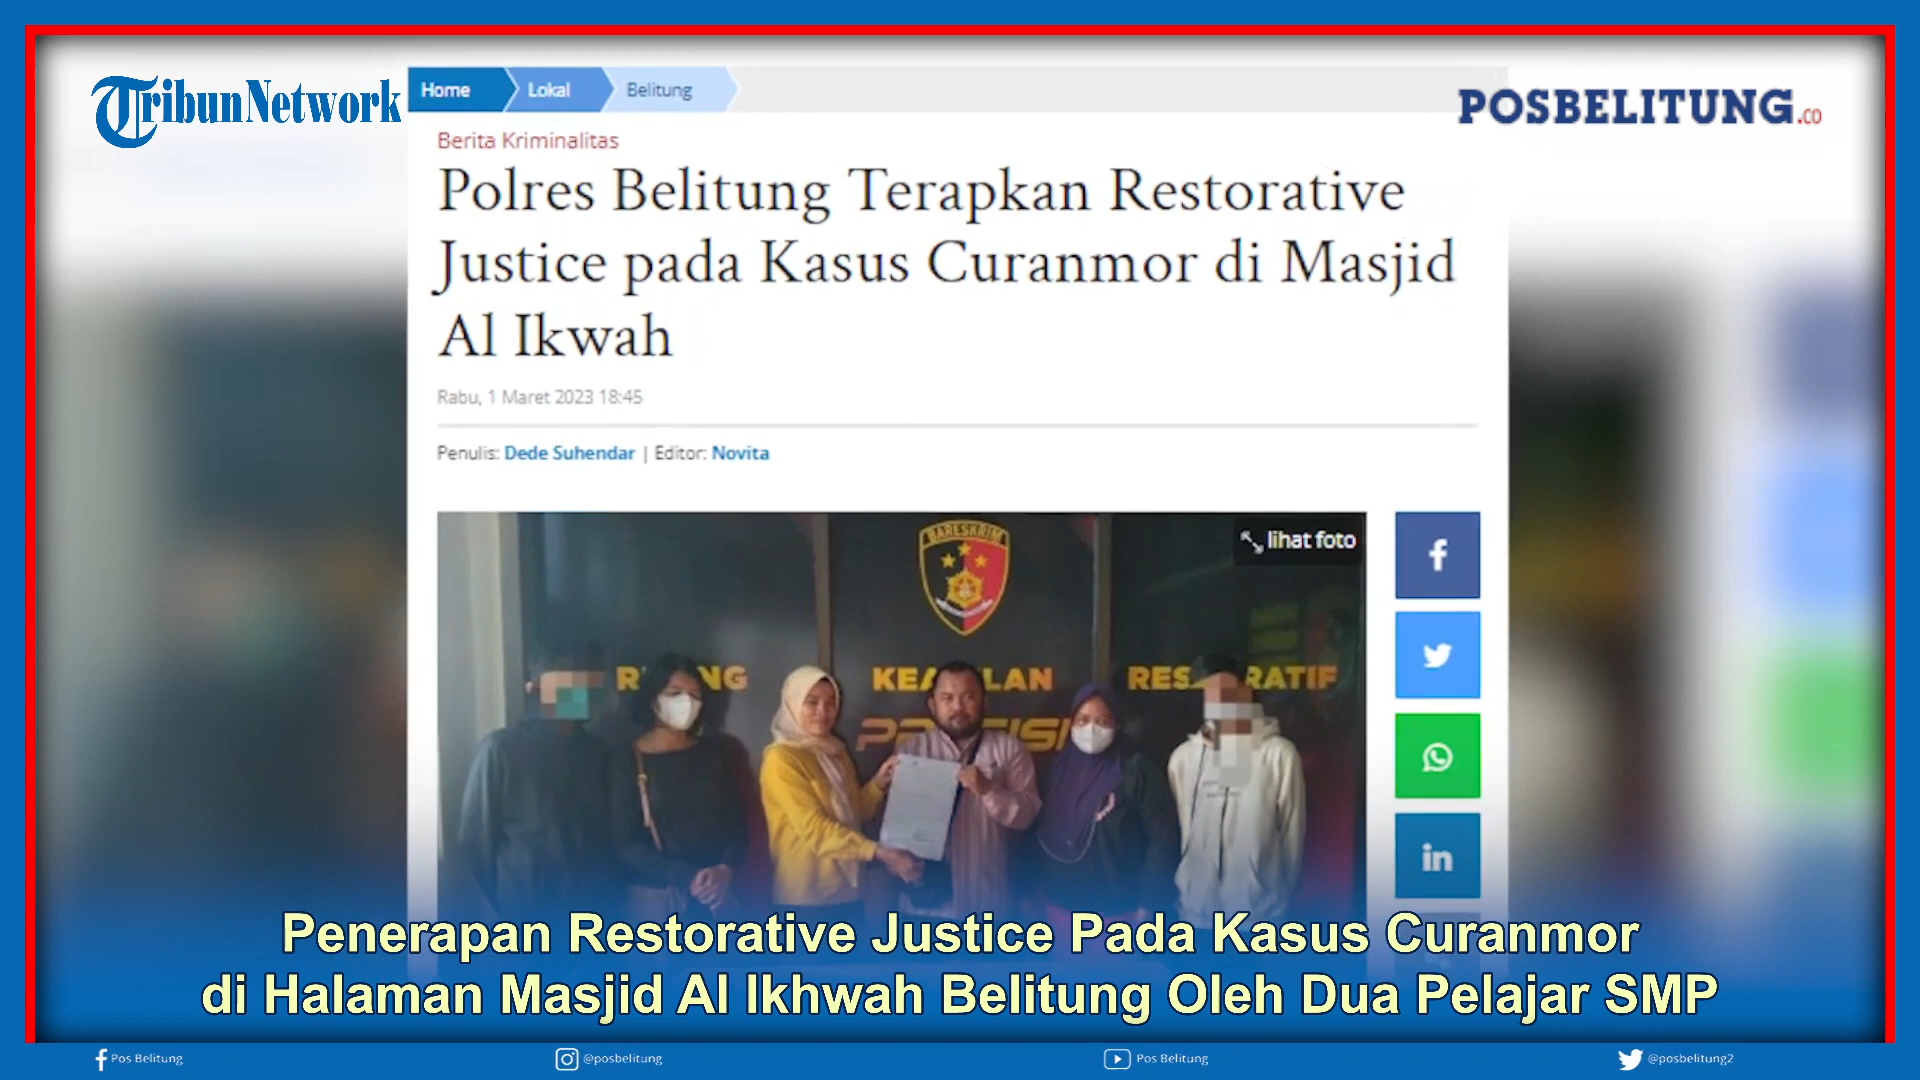 TribunNetwork
Home Lokal Belitung
POSBELITUNG.CO
Berita Kriminalitas
Polres Belitung Terapkan Restorative
Justice pada Kasus Curanmor di Masjid
Al Ikwah
Rabu, 1 Maret 2023 18:45
Penulis: Dede Suhendar | Editor: Novita
BARESKRIM
lihat foto
Penerapan Restorative Justice Pada Kasus Curanmor
di Halaman Masjid Al Ikhwah Belitung Oleh Dua Pelajar SMP
Pos Belitung
@posbelitung
Pos Belitung
@posbelitung2